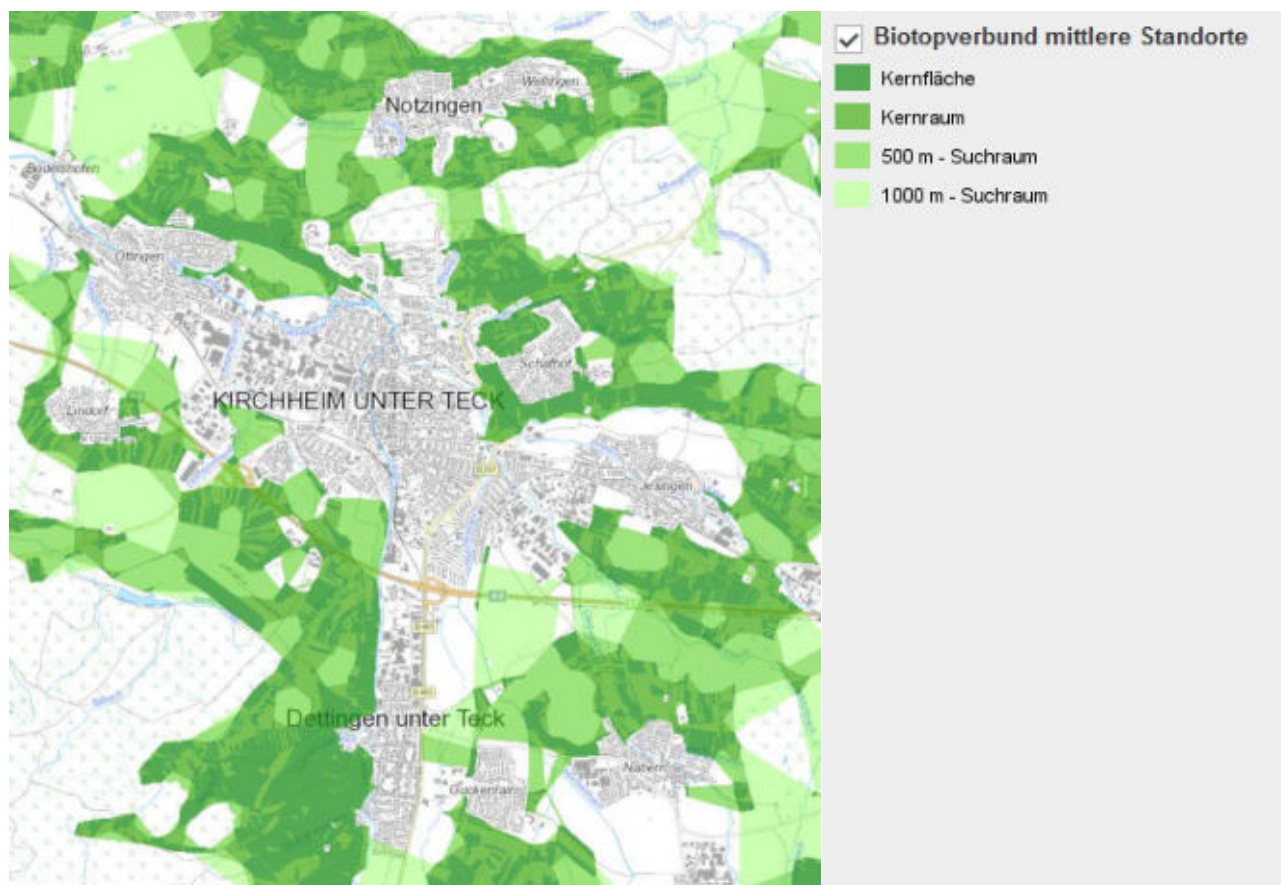 Biotopverbund mittlere Standorte
Kernfläche
Kernraum
500 m - Suchraum
1000 m - Suchraum
Wellingen
Notzingen
Bodelshofen
Ötlingen
Schafhof
KIRCHHEIM UNTER TECK
Lindorf
Jesingen
Dettingen unter Teck
Nabern
Guckenrain